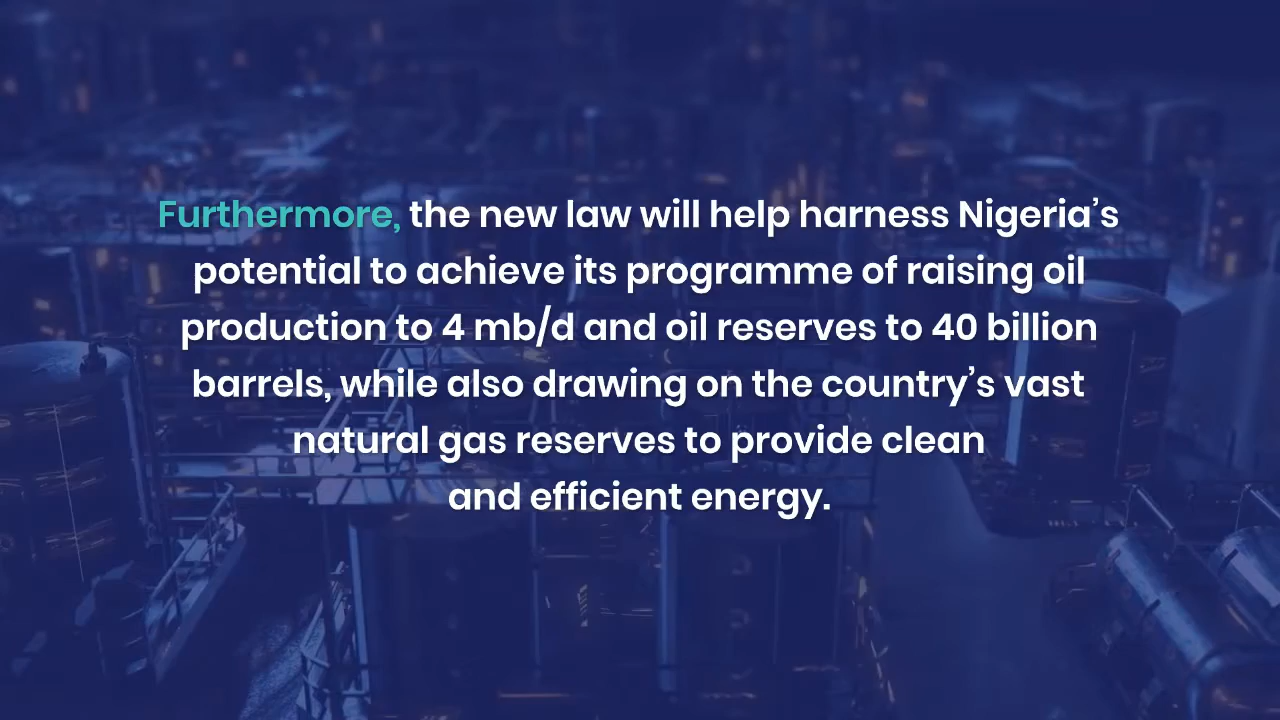 Furthermore, the new law will help harness Nigeria’s
potential to achieve its programme of raising oil
production to 4 mb/d and oil reserves to 40 billion
barrels, while also drawing on the country’s vast
natural gas reserves to provide clean
and efficient energy.